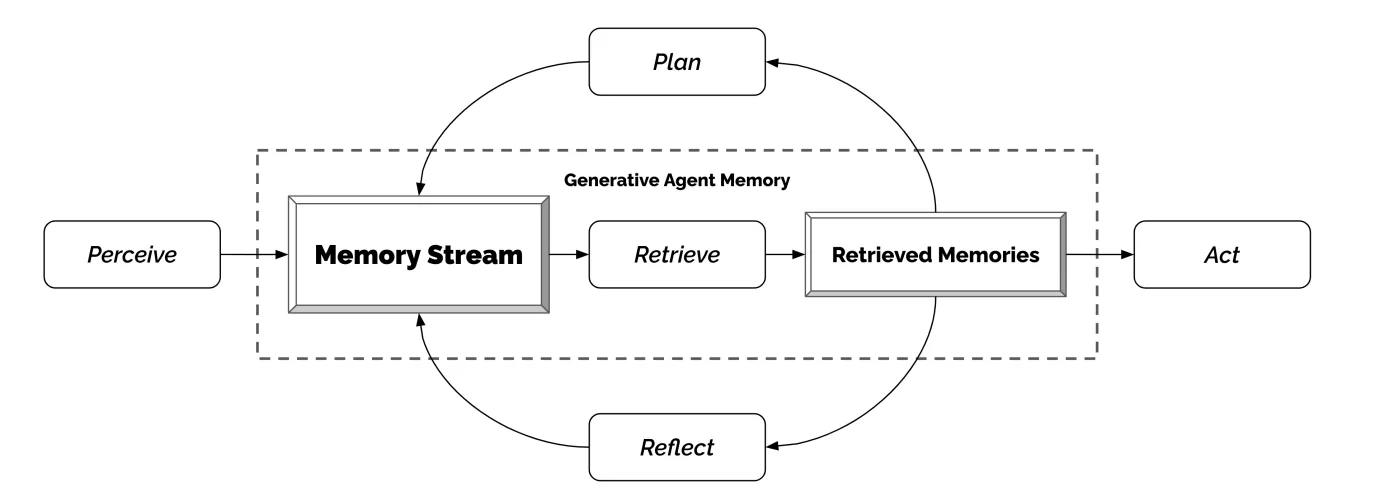 Plan
Generative Agent Memory
Perceive
Memory Stream
Retrieve
Retrieved Memories
Act
Reflect